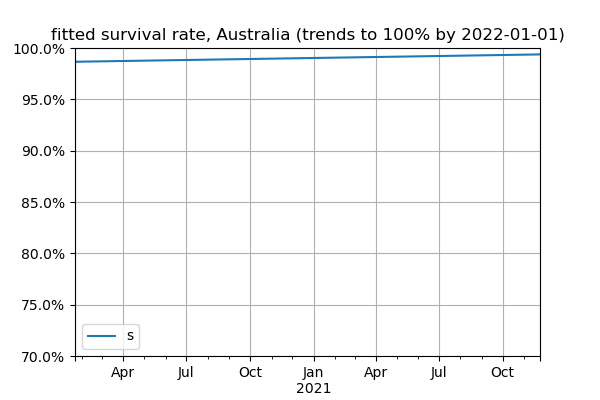 fitted survival rate, Australia (trends to 100% by 2022-01-01)
100.0%
95.0%
90.0%
85.0%
80.0%
75.0%
70.0%
s
Apr Jul Oct Jan Apr Jul Oct
2021